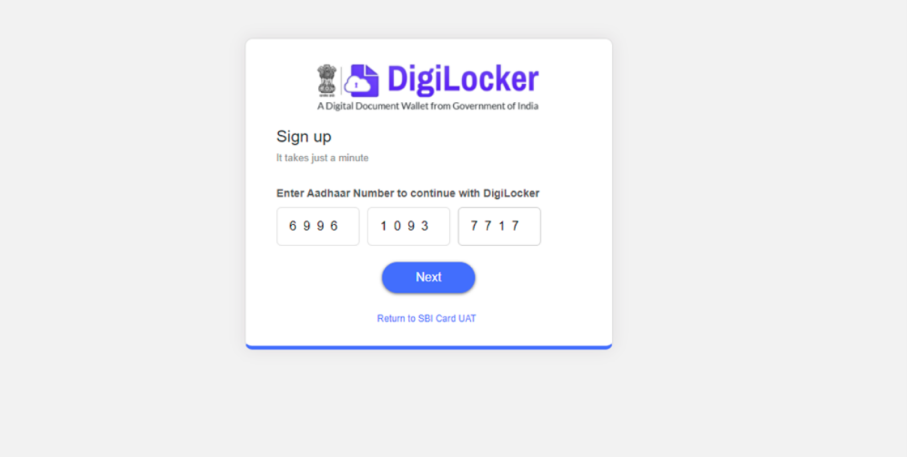 DigiLocker
A Digital Document Wallet from Government of India
Sign up
It takes just a minute
Enter Aadhaar Number to continue with DigiLocker
6996 1093 7717
Next
Return to SBI Card UAT